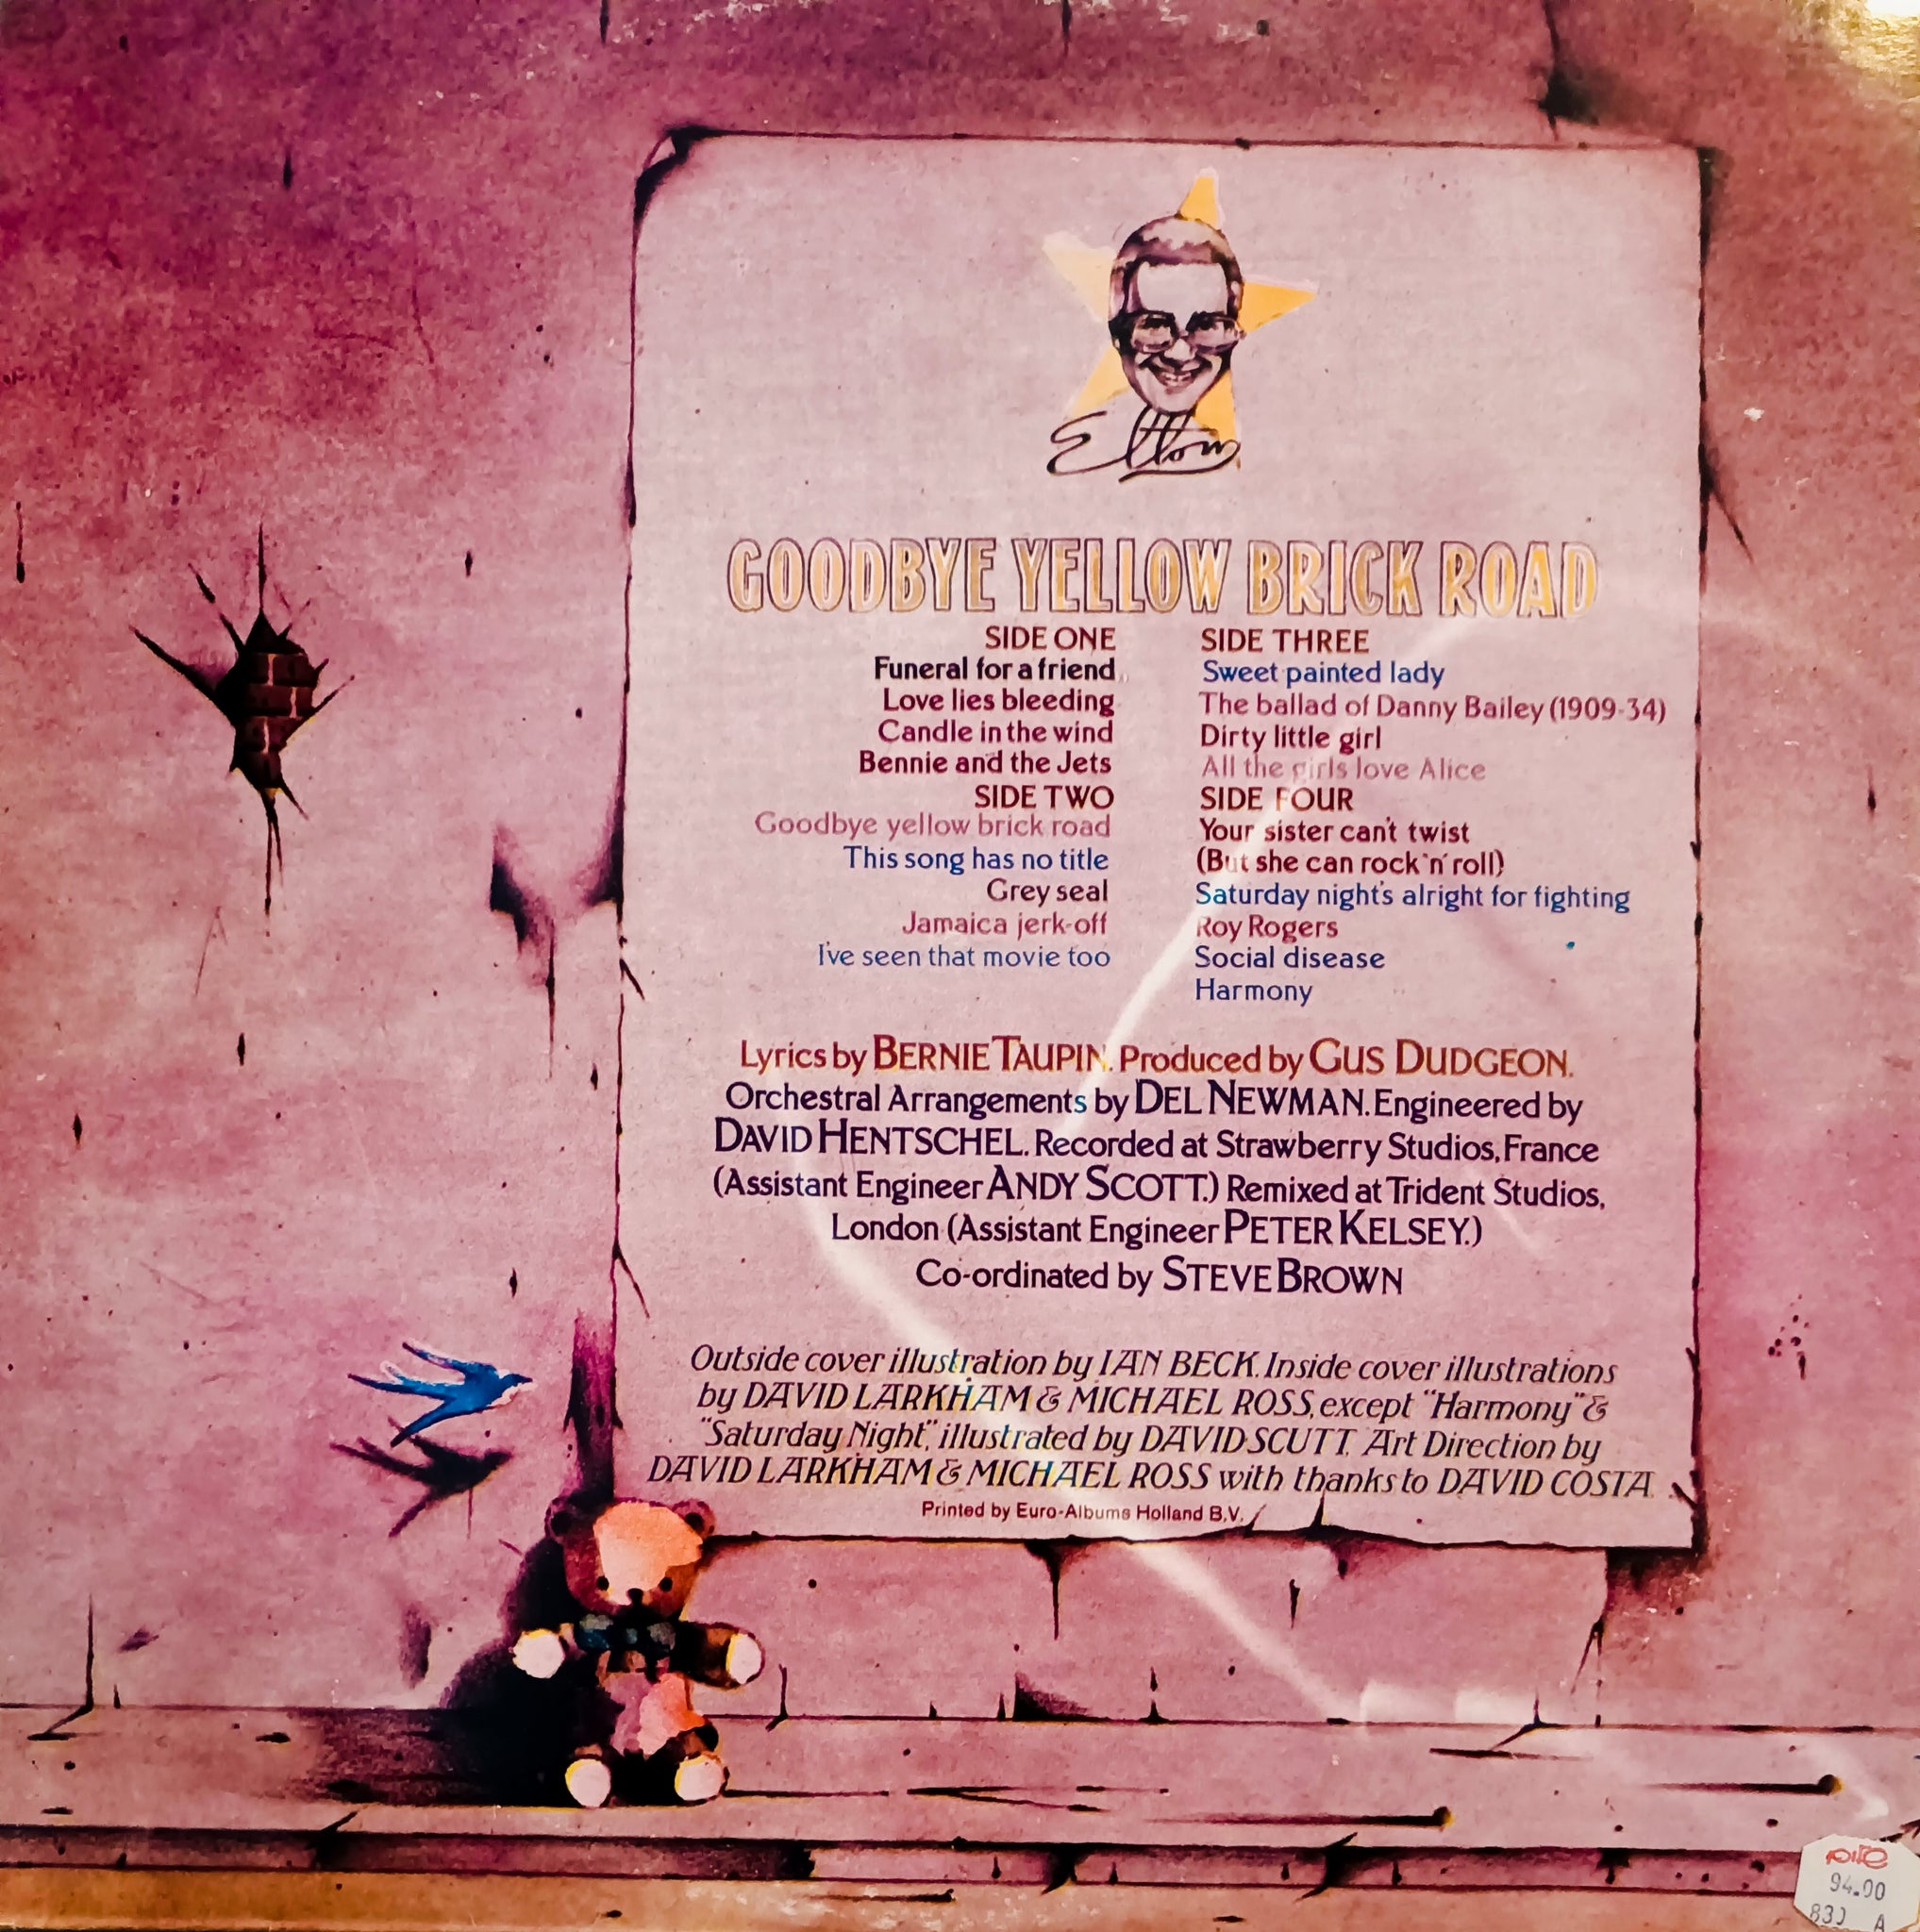 Elton
GOODBYE YELLOW BRICK ROAD
SIDE ONE
Funeral for a friend
Love lies bleeding
Candle in the wind
Bennie and the Jets
SIDE TWO
Goodbye yellow brick road
This song has no title
Grey seal
Jamaica jerk-off
I've seen that movie too
SIDE THREE
Sweet painted lady
The ballad of Danny Bailey (1909-34)
Dirty little girl
All the girls love Alice
SIDE FOUR
Your sister can't twist
(But she can rock 'n' roll)
Saturday night's alright for fighting
Roy Rogers
Social disease
Harmony
Lyrics by BERNIE TAUPIN. Produced by GUS DUDGEON.
Orchestral Arrangements by DEL NEWMAN. Engineered by
DAVID HENTSCHEL. Recorded at Strawberry Studios, France
(Assistant Engineer ANDY SCOTT.) Remixed at Trident Studios,
London (Assistant Engineer PETER KELSEY.)
Co-ordinated by STEVE BROWN
Outside cover illustration by IAN BECK. Inside cover illustrations
by DAVID LARKHAM & MICHAEL ROSS, except "Harmony" &
"Saturday Night", illustrated by DAVID SCUTT. Art Direction by
DAVID LARKHAM & MICHAEL ROSS with thanks to DAVID COSTA.
Printed by Euro-Albums Holland B.V.
94.00